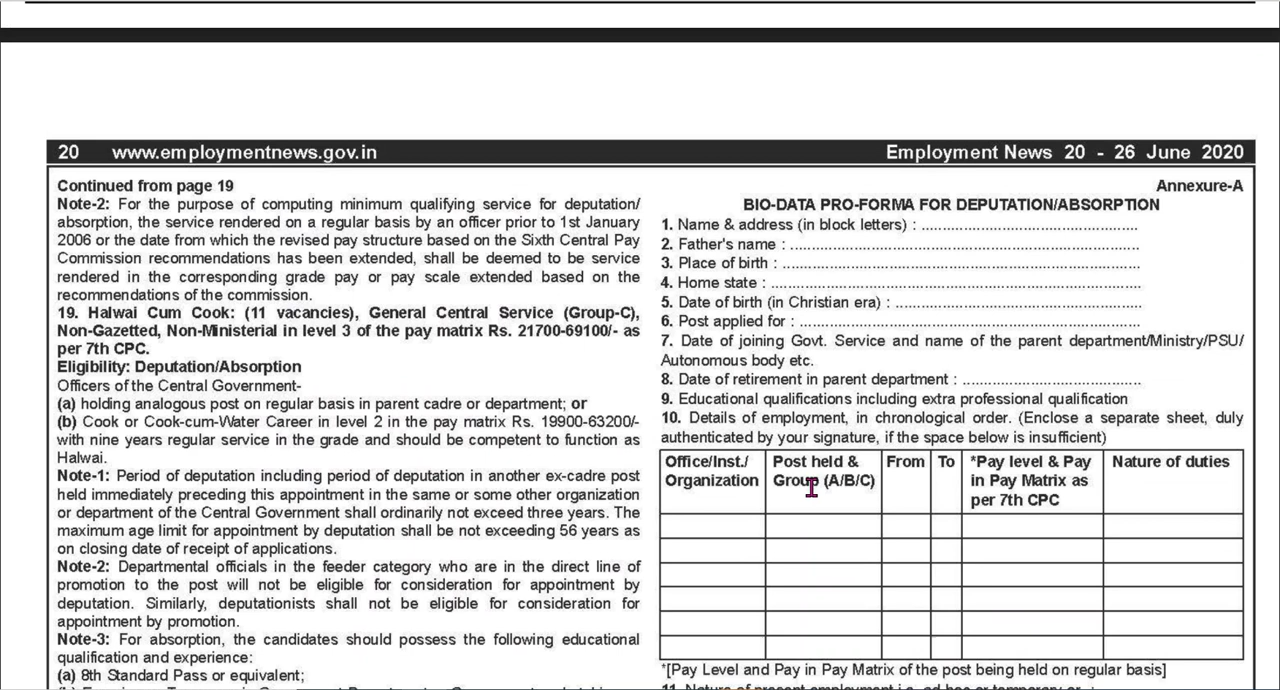 20 www.employmentnews.gov.in
Employment News 20 - 26 June 2020
Continued from page 19
Note-2: For the purpose of computing minimum qualifying service for deputation/
absorption, the service rendered on a regular basis by an officer prior to 1st January
2006 or the date from which the revised pay structure based on the Sixth Central Pay
Commission recommendations has been extended, shall be deemed to be service
rendered in the corresponding grade pay or pay scale extended based on the
recommendations of the commission.
19. Halwai Cum Cook: (11 vacancies), General Central Service (Group-C),
Non-Gazetted, Non-Ministerial in level 3 of the pay matrix Rs. 21700-69100/- as
per 7th CPC.
Eligibility: Deputation/Absorption
Officers of the Central Government-
(a) holding analogous post on regular basis in parent cadre or department; or
(b) Cook or Cook-cum-Water Career in level 2 in the pay matrix Rs. 19900-63200/-
with nine years regular service in the grade and should be competent to function as
Halwai.
Note-1: Period of deputation including period of deputation in another ex-cadre post
held immediately preceding this appointment in the same or some other organization
or department of the Central Government shall ordinarily not exceed three years. The
maximum age limit for appointment by deputation shall be not exceeding 56 years as
on closing date of receipt of applications.
Note-2: Departmental officials in the feeder category who are in the direct line of
promotion to the post will not be eligible for consideration for appointment by
deputation. Similarly, deputationists shall not be eligible for consideration for
appointment by promotion.
Note-3: For absorption, the candidates should possess the following educational
qualification and experience:
(a) 8th Standard Pass or equivalent;
Annexure-A
BIO-DATA PRO-FORMA FOR DEPUTATION/ABSORPTION
1. Name & address (in block letters) : ...................................................
2. Father's name : ..................................................................................
3. Place of birth : ....................................................................................
4. Home state : .......................................................................................
5. Date of birth (in Christian era) : ..........................................................
6. Post applied for : ................................................................................
7. Date of joining Govt. Service and name of the parent department/Ministry/PSU/
Autonomous body etc.
8. Date of retirement in parent department : ..........................................
9. Educational qualifications including extra professional qualification
10. Details of employment, in chronological order. (Enclose a separate sheet, duly
authenticated by your signature, if the space below is insufficient)
Office/Inst./ Post held & From To *Pay level & Pay Nature of duties
Organization Group (A/B/C) in Pay Matrix as
per 7th CPC
*[Pay Level and Pay in Pay Matrix of the post being held on regular basis]